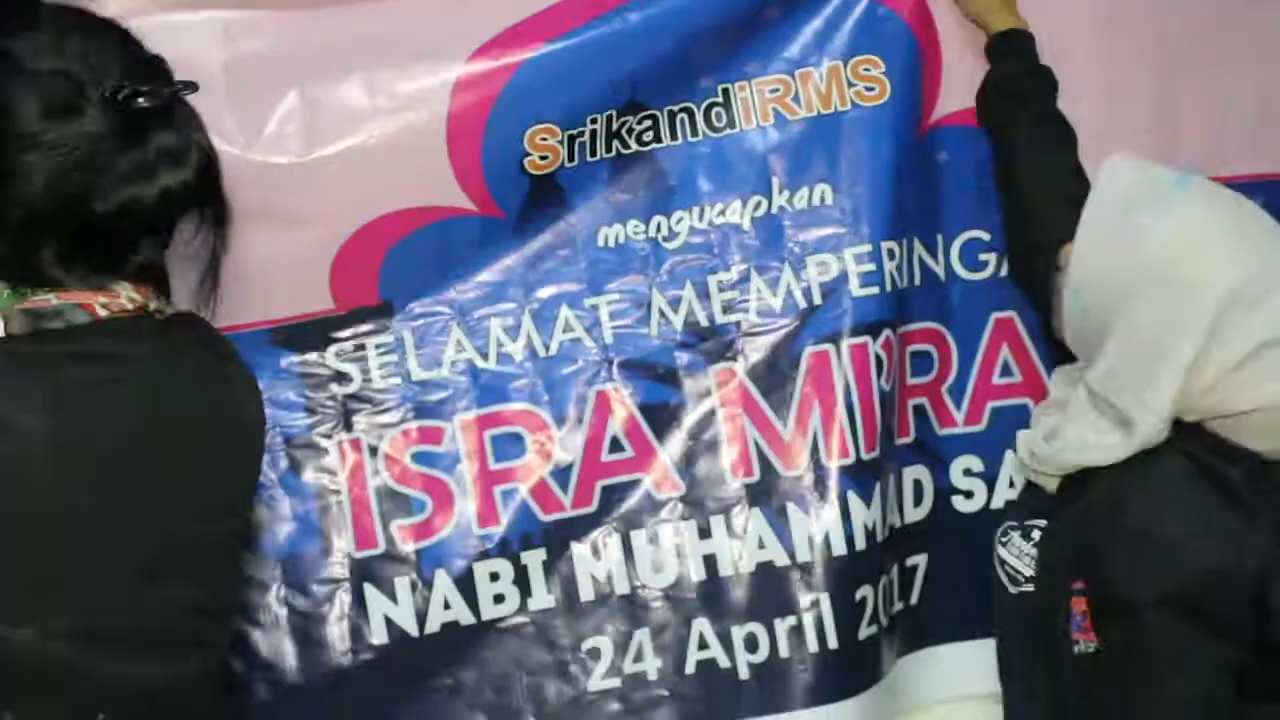 SrikandiRMS
mengucapkan
SELAMAT MEMPERINGA
ISRA MI'RA
NABI MUHAMMAD SA
24 April 2017